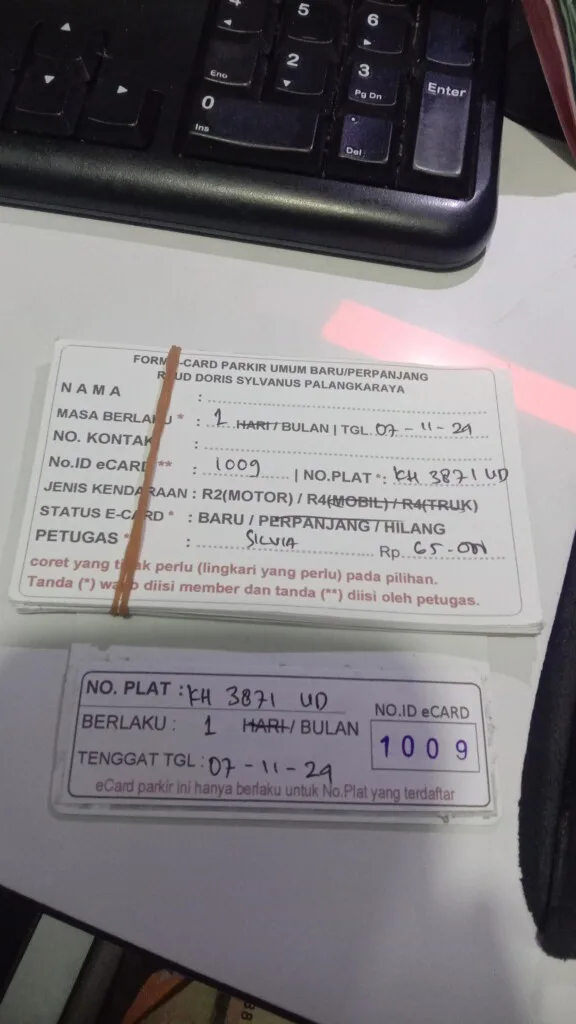 4
5
6
Enc
2
3
Pg Dn
Enter
0
Ins
.
Del
FORM E-CARD PARKIR UMUM BARU/PERPANJANG
RSUD DORIS SYLVANUS PALANGKARAYA
NAMA :
MASA BERLAKU * : 1 HARI / BULAN | TGL. 07 - 11 - 24
NO. KONTAK :
No.ID eCARD ** : 1009 | NO.PLAT *: KH 3871 UD
JENIS KENDARAAN : R2(MOTOR) / R4(MOBIL) / R4(TRUK)
STATUS E-CARD * : BARU / PERPANJANG / HILANG
PETUGAS * : SILVIA Rp. 65.000
coret yang tidak perlu (lingkari yang perlu) pada pilihan.
Tanda (*) wajib diisi member dan tanda (**) diisi oleh petugas.
NO. PLAT : KH 3871 UD
BERLAKU : 1 HARI / BULAN
NO.ID eCARD
1009
TENGGAT TGL : 07 - 11 - 24
eCard parkir ini hanya berlaku untuk No.Plat yang terdaftar